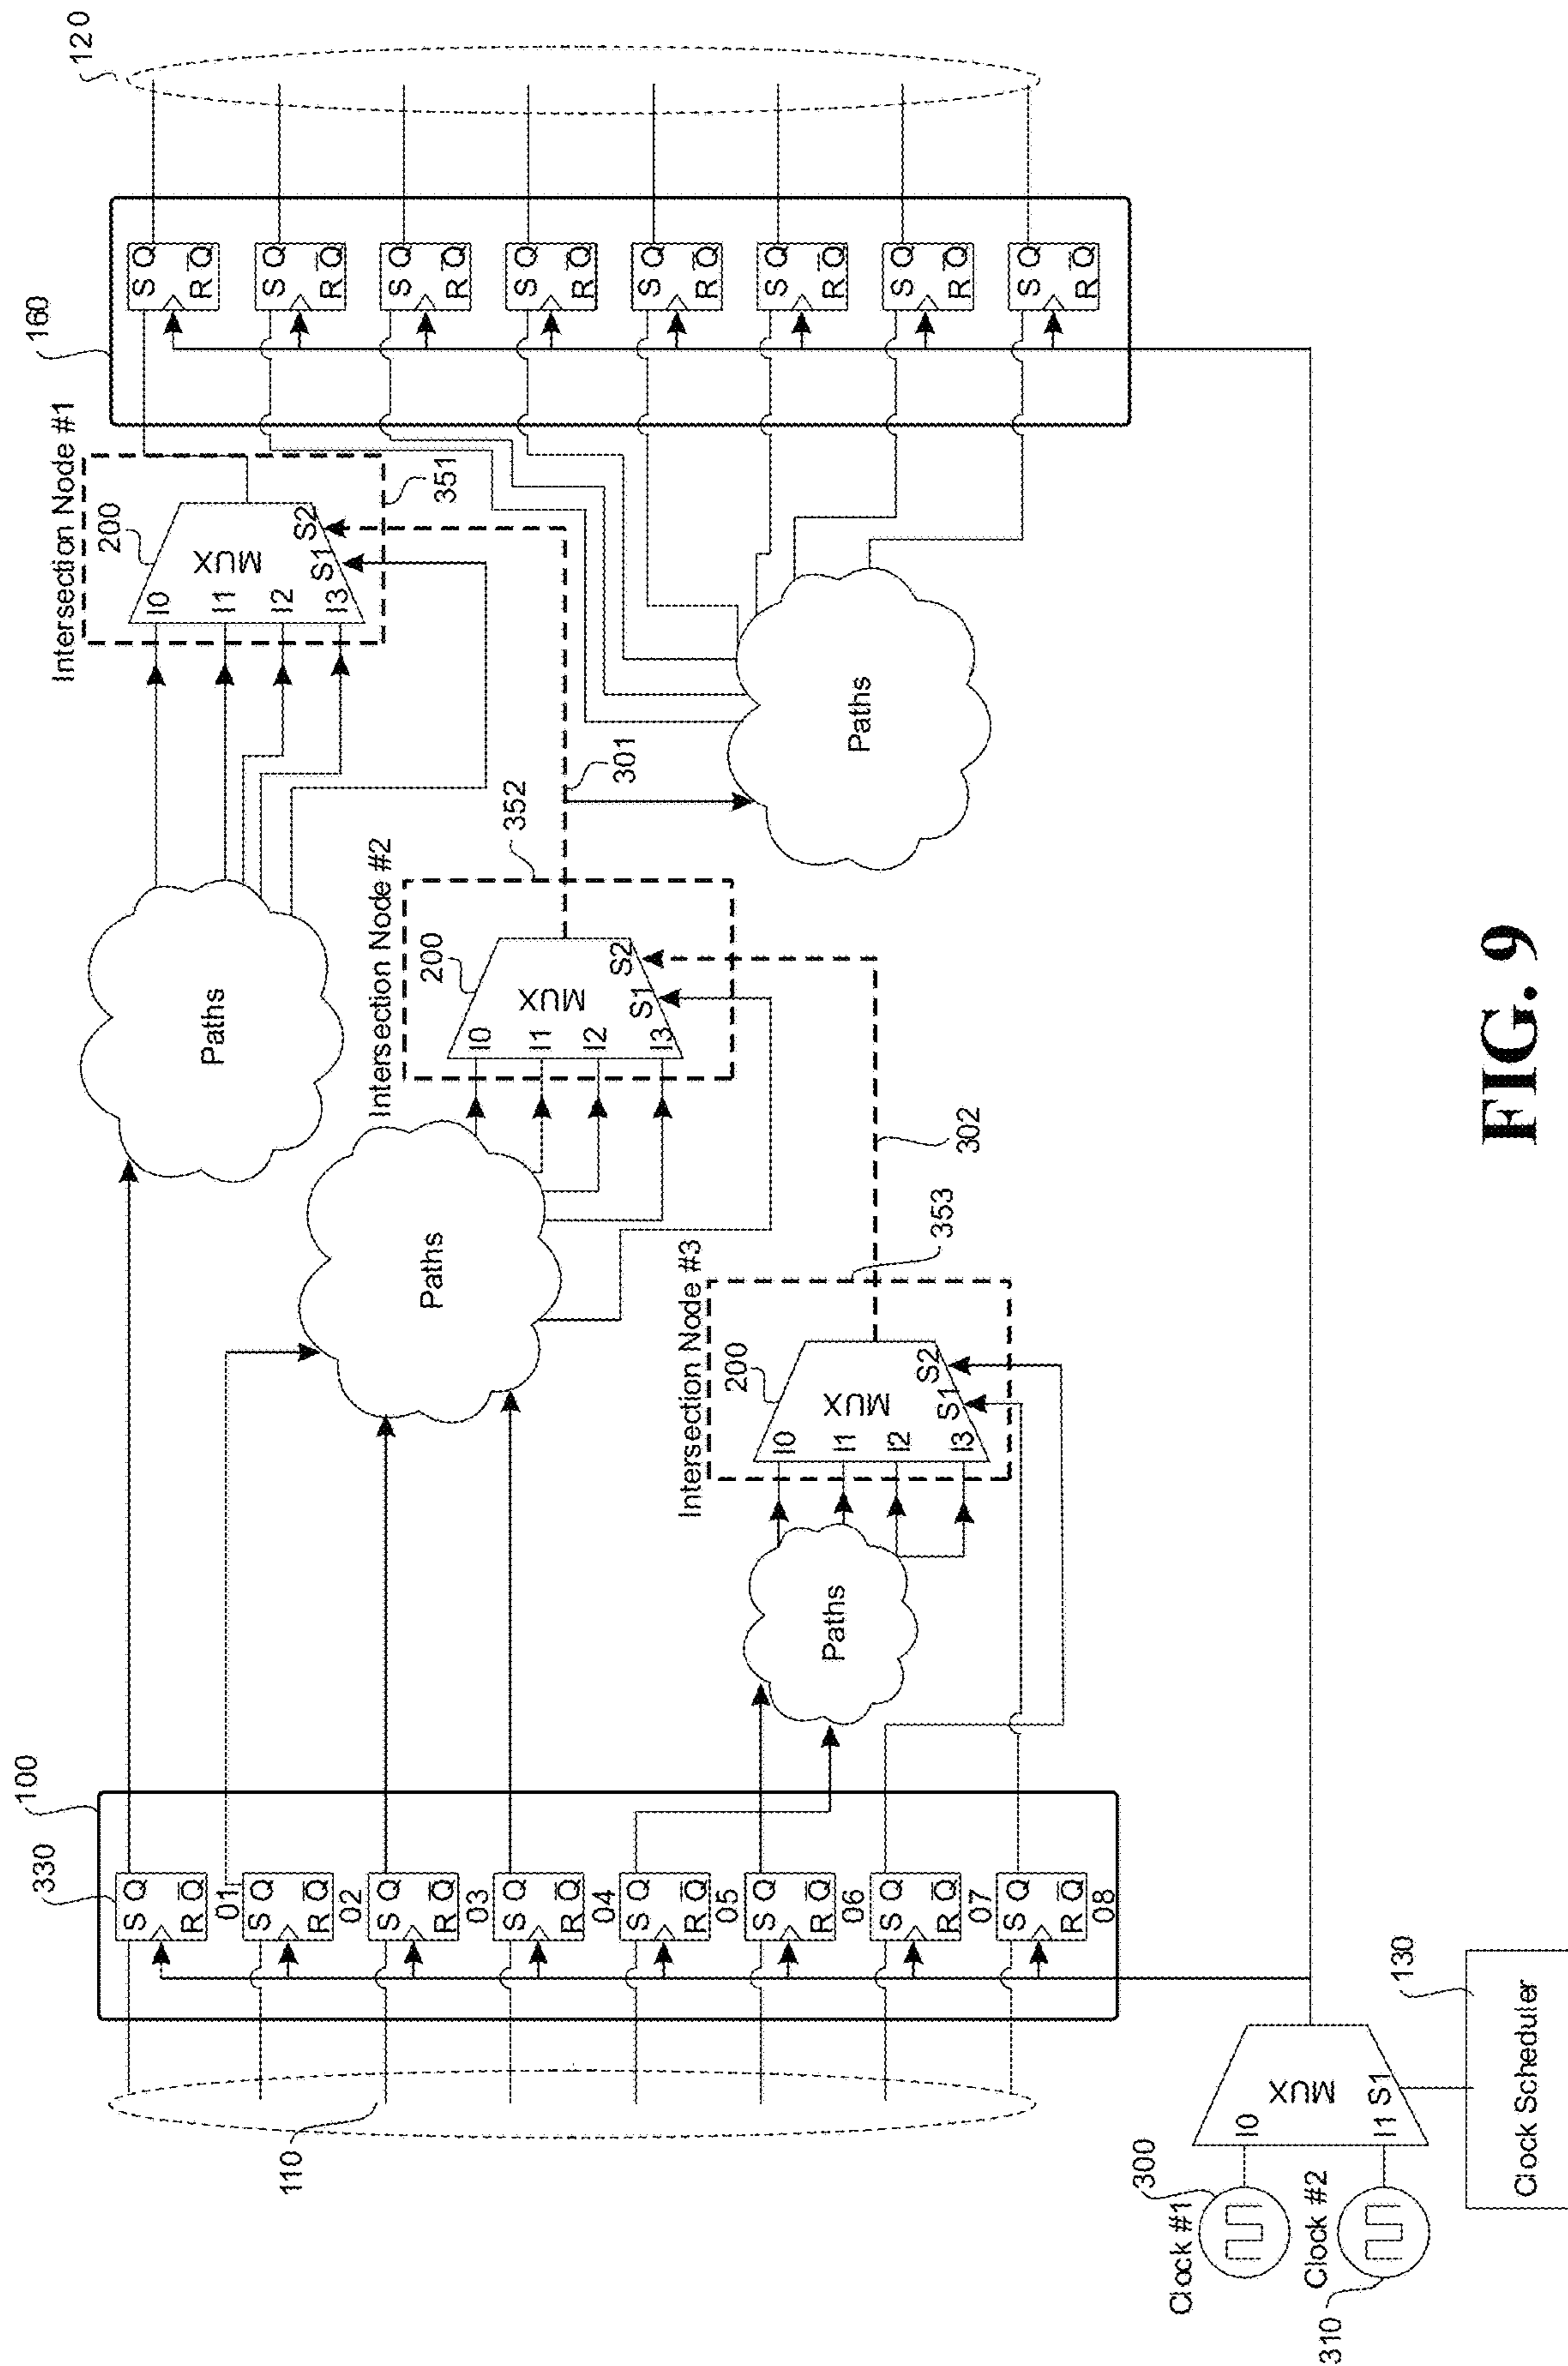 120
160
S Q
R Q
S Q
R Q
S Q
R Q
S Q
R Q
S Q
R Q
S Q
R Q
S Q
R Q
S Q
R Q
Intersection Node #1
200
MUX
I0
I1
I2
I3
S1
S2
351
Paths
301
Paths
Intersection Node #2
352
200
MUX
I0
I1
I2
I3
S1
S2
Paths
302
Intersection Node #3
353
200
MUX
I0
I1
I2
I3
S1
S2
Paths
100
330
S Q
R Q
01
S Q
R Q
02
S Q
R Q
03
S Q
R Q
04
S Q
R Q
05
S Q
R Q
06
S Q
R Q
07
S Q
R Q
08
110
MUX
I0
I1 S1
300
Clock #1
Clock #2
310
130
Clock Scheduler
FIG. 9